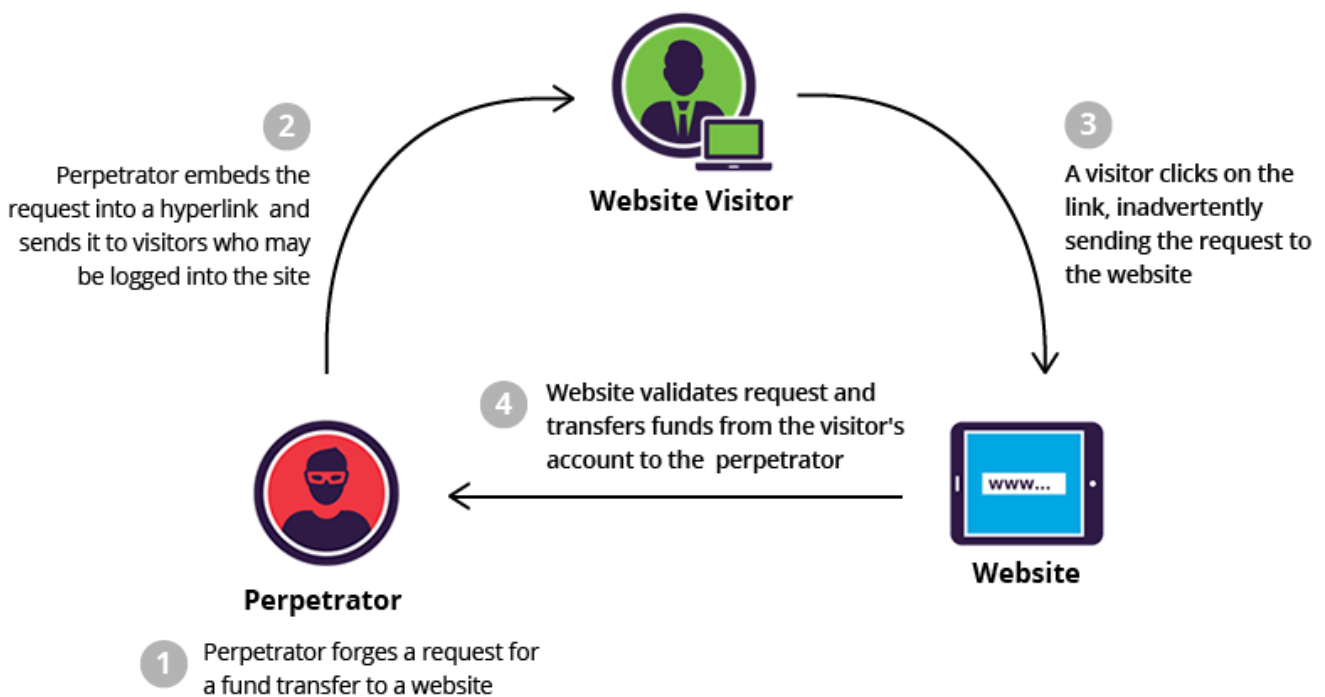 2
Perpetrator embeds the
request into a hyperlink and
sends it to visitors who may
be logged into the site
Website Visitor
3
A visitor clicks on the
link, inadvertently
sending the request to
the website
4
Website validates request and
transfers funds from the visitor's
account to the perpetrator
www...
Website
Perpetrator
1
Perpetrator forges a request for
a fund transfer to a website